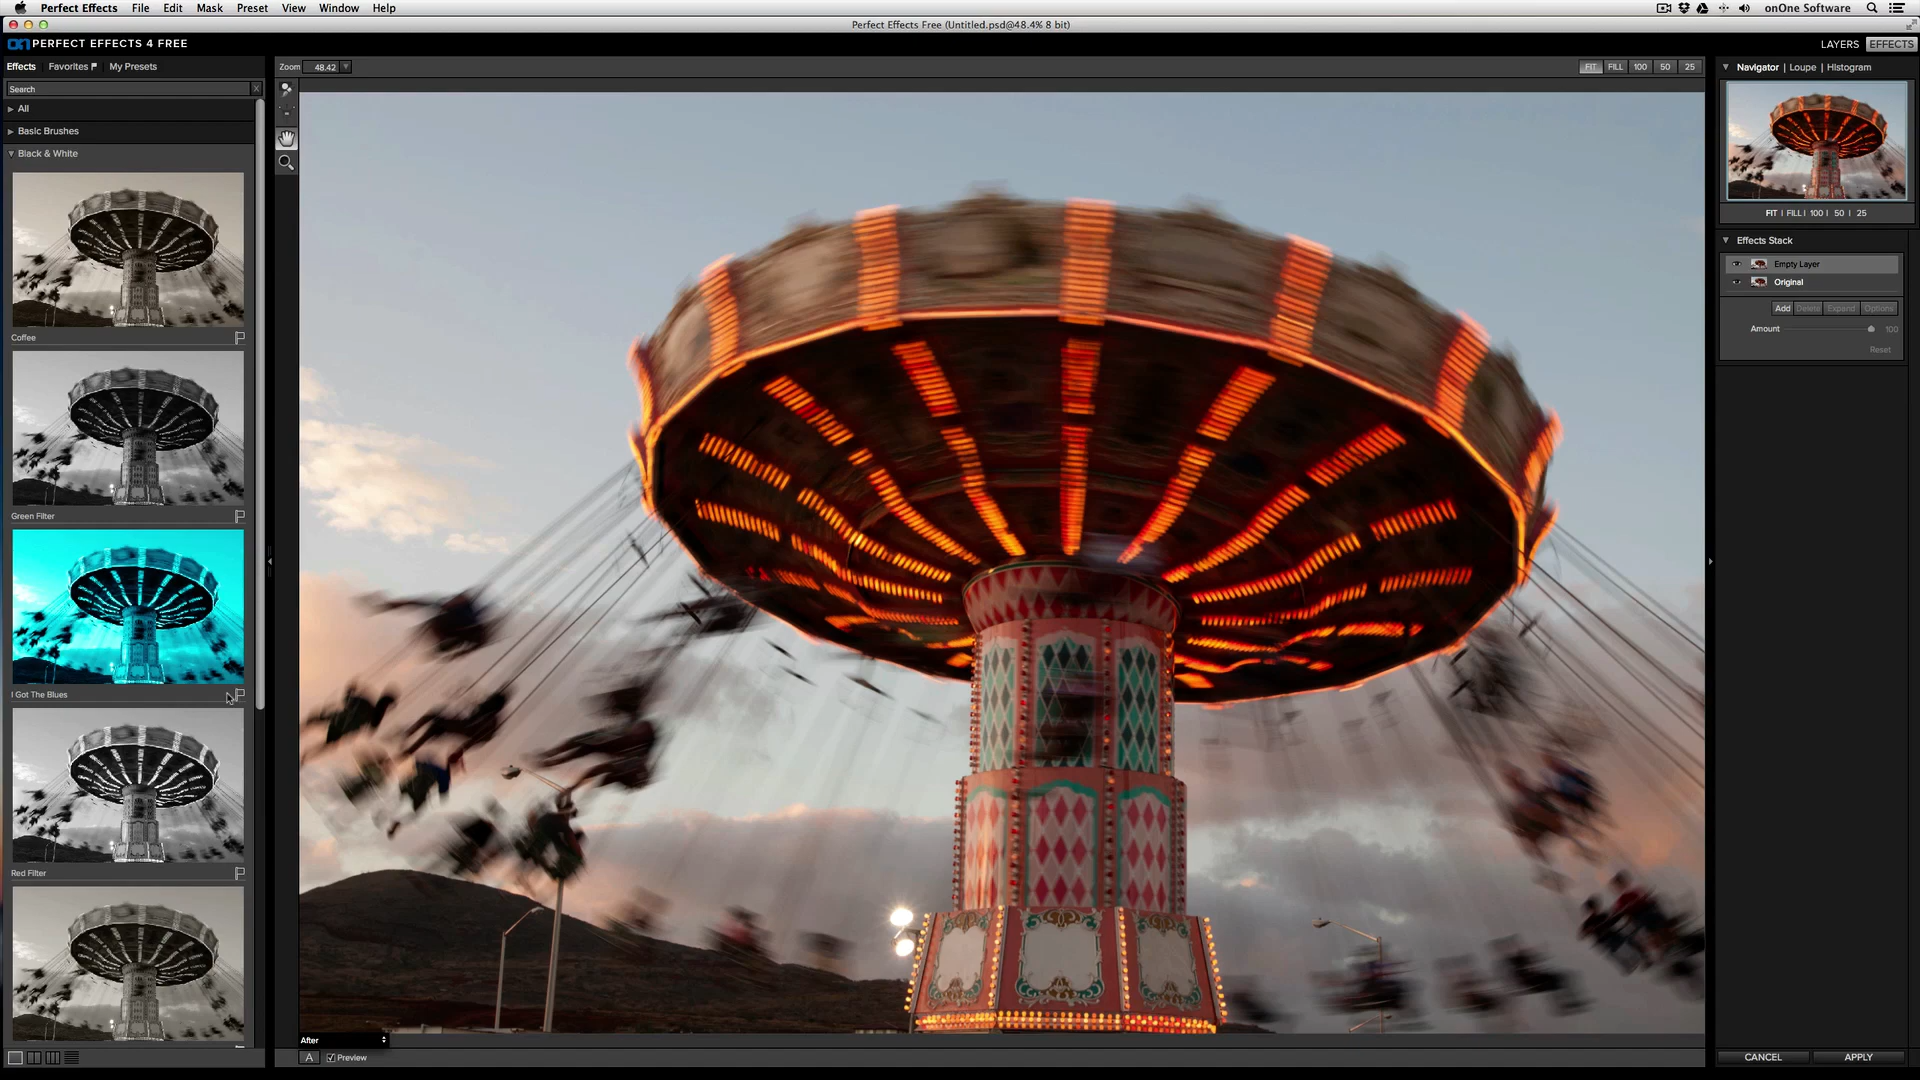 Perfect Effects File Edit Mask Preset View Window Help onOne Software
Perfect Effects Free (Untitled.psd@48.4% 8 bit)
on PERFECT EFFECTS 4 FREE LAYERS EFFECTS
Effects Favorites My Presets Zoom 48.42 FIT FILL 100 50 25 Navigator | Loupe | Histogram
Search X
All
Basic Brushes
Black & White
FIT | FILL | 100 | 50 | 25
Effects Stack
Empty Layer
Original
Add Delete Expand Options
Amount 100
Coffee
Reset
Green Filter
I Got The Blues
Red Filter
After
A Preview CANCEL APPLY